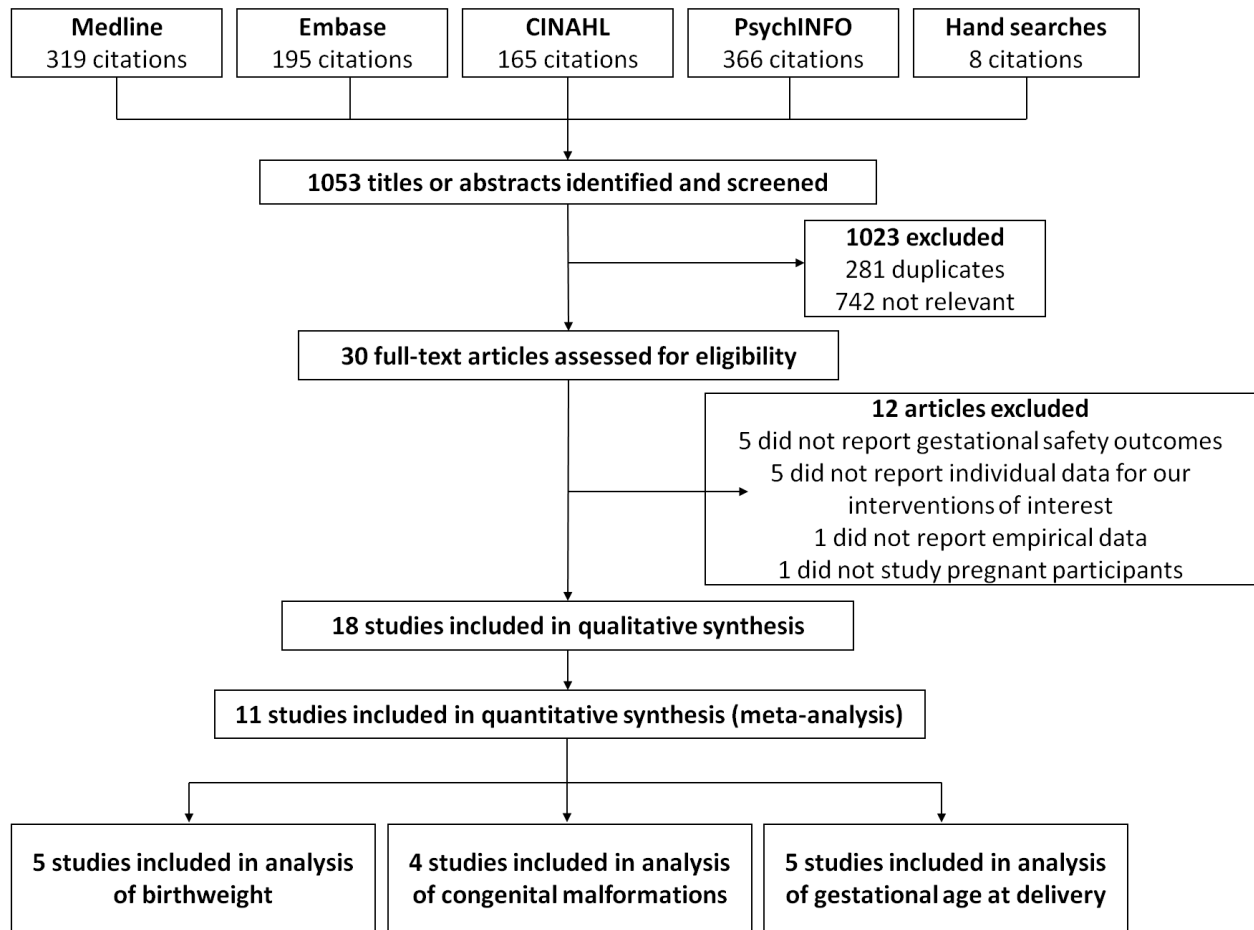 Medline
319 citations
Embase
195 citations
CINAHL
165 citations
PsychINFO
366 citations
Hand searches
8 citations
1053 titles or abstracts identified and screened
1023 excluded
281 duplicates
742 not relevant
30 full-text articles assessed for eligibility
12 articles excluded
5 did not report gestational safety outcomes
5 did not report individual data for our
interventions of interest
1 did not report empirical data
1 did not study pregnant participants
18 studies included in qualitative synthesis
11 studies included in quantitative synthesis (meta-analysis)
5 studies included in analysis
of birthweight
4 studies included in analysis
of congenital malformations
5 studies included in analysis
of gestational age at delivery